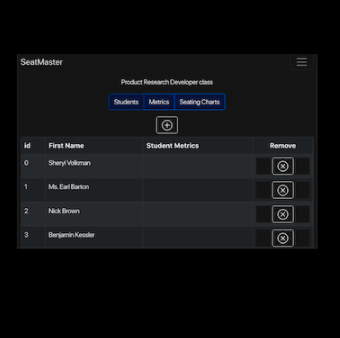 SeatMaster
Product Research Developer class
Students Metrics Seating Charts
id First Name Student Metrics Remove
0 Sheryl Volkman
1 Ms. Earl Barton
2 Nick Brown
3 Benjamin Kessler